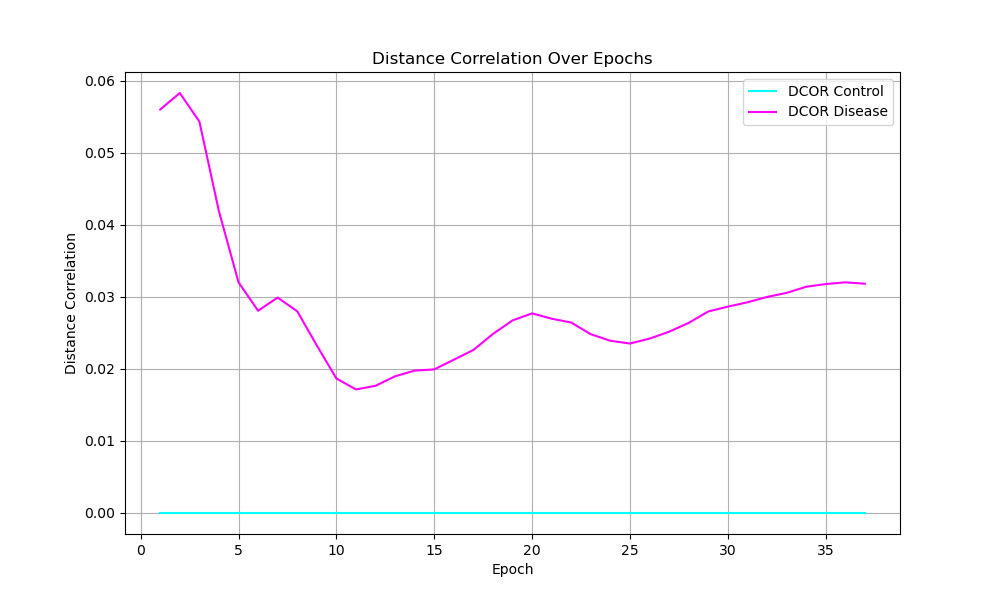 Distance Correlation Over Epochs
DCOR Control
DCOR Disease
Distance Correlation
0.06
0.05
0.04
0.03
0.02
0.01
0.00
0 5 10 15 20 25 30 35
Epoch